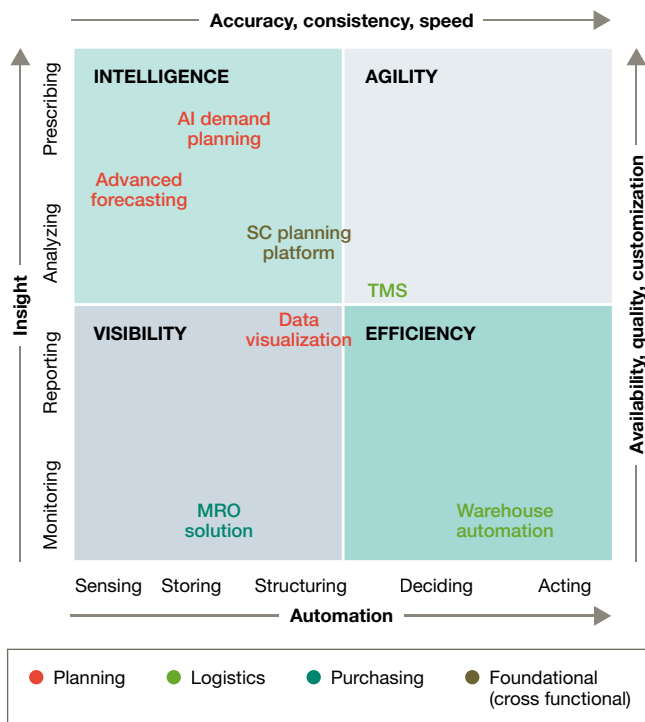 Accuracy, consistency, speed
Insight
Prescribing
Analyzing
Reporting
Monitoring
INTELLIGENCE
AI demand
planning
Advanced
forecasting
SC planning
platform
AGILITY
TMS
VISIBILITY
Data
visualization
MRO
solution
EFFICIENCY
Warehouse
automation
Availability, quality, customization
Sensing
Storing
Structuring
Deciding
Acting
Automation
Planning
Logistics
Purchasing
Foundational
(cross functional)